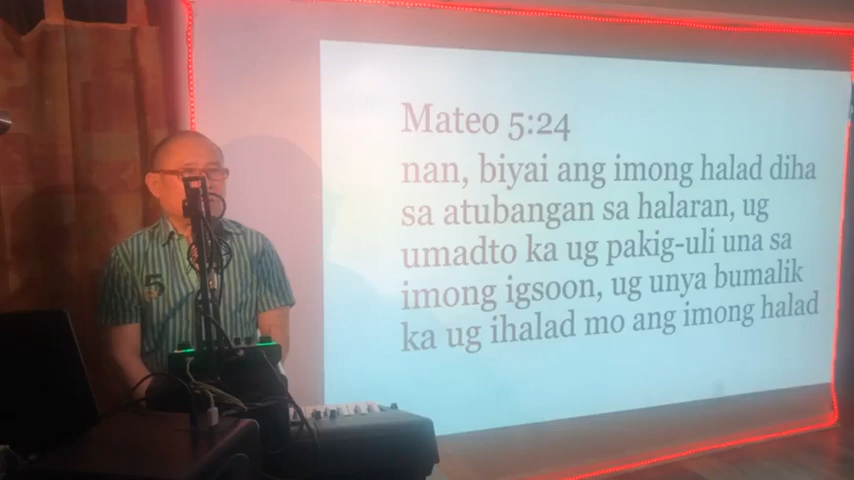 Mateo 5:24
nan, biyai ang imong halad diha
sa atubangan sa halaran, ug
umadto ka ug pakig-uli una sa
imong igsoon, ug unya bumalik
ka ug ihalad mo ang imong halad
5